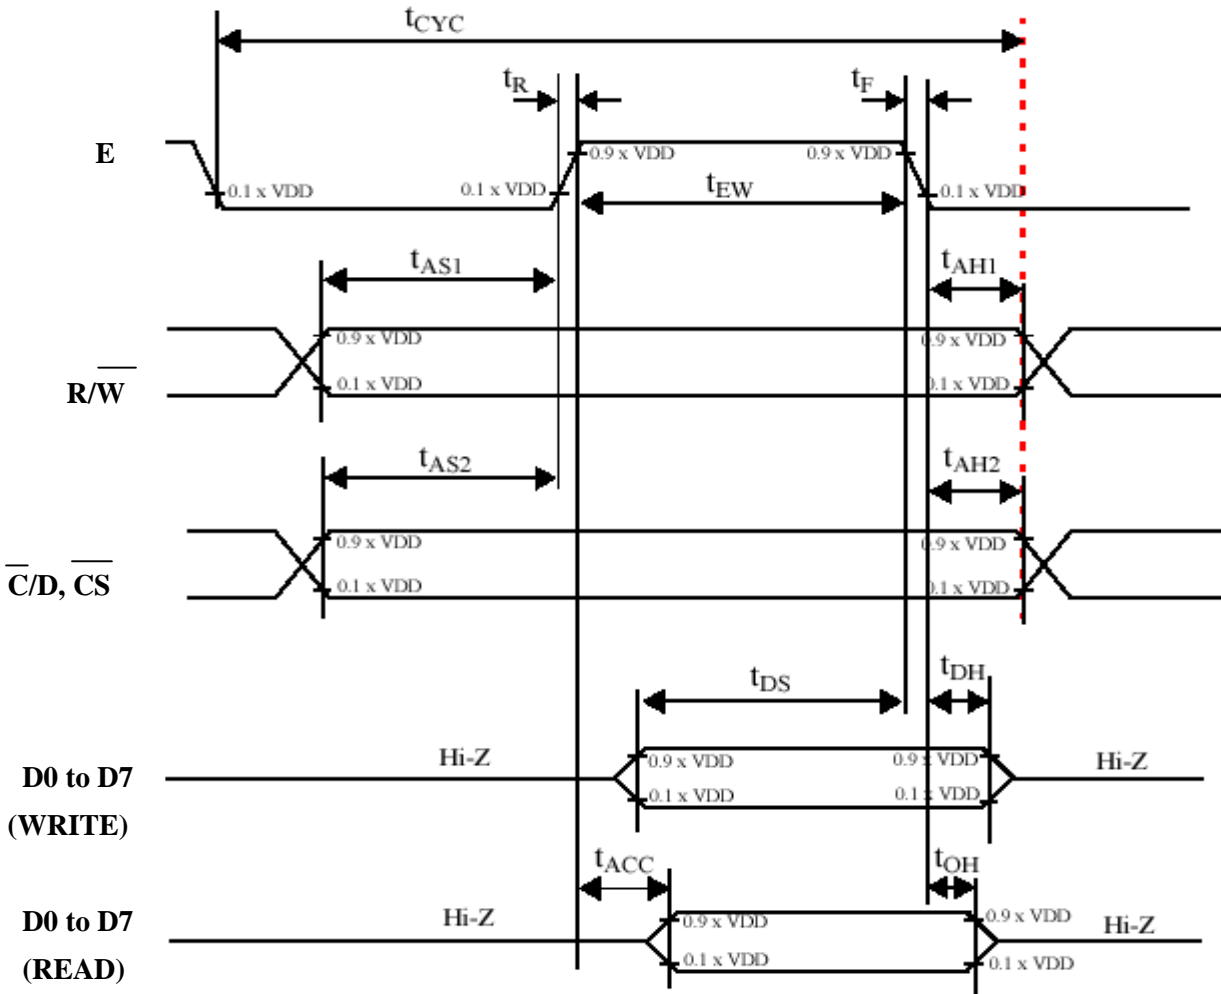 tCYC
tR tF
E
0.9 x VDD 0.9 x VDD
0.1 x VDD 0.1 x VDD 0.1 x VDD
tEW
tAS1 tAH1
R/W̅
0.9 x VDD 0.9 x VDD
0.1 x VDD 0.1 x VDD
tAS2 tAH2
C̅/D, C̅S̅
0.9 x VDD 0.9 x VDD
0.1 x VDD 0.1 x VDD
tDS tDH
D0 to D7
(WRITE)
Hi-Z 0.9 x VDD 0.9 x VDD Hi-Z
0.1 x VDD 0.1 x VDD
tACC tOH
D0 to D7
(READ)
Hi-Z 0.9 x VDD 0.9 x VDD Hi-Z
0.1 x VDD 0.1 x VDD